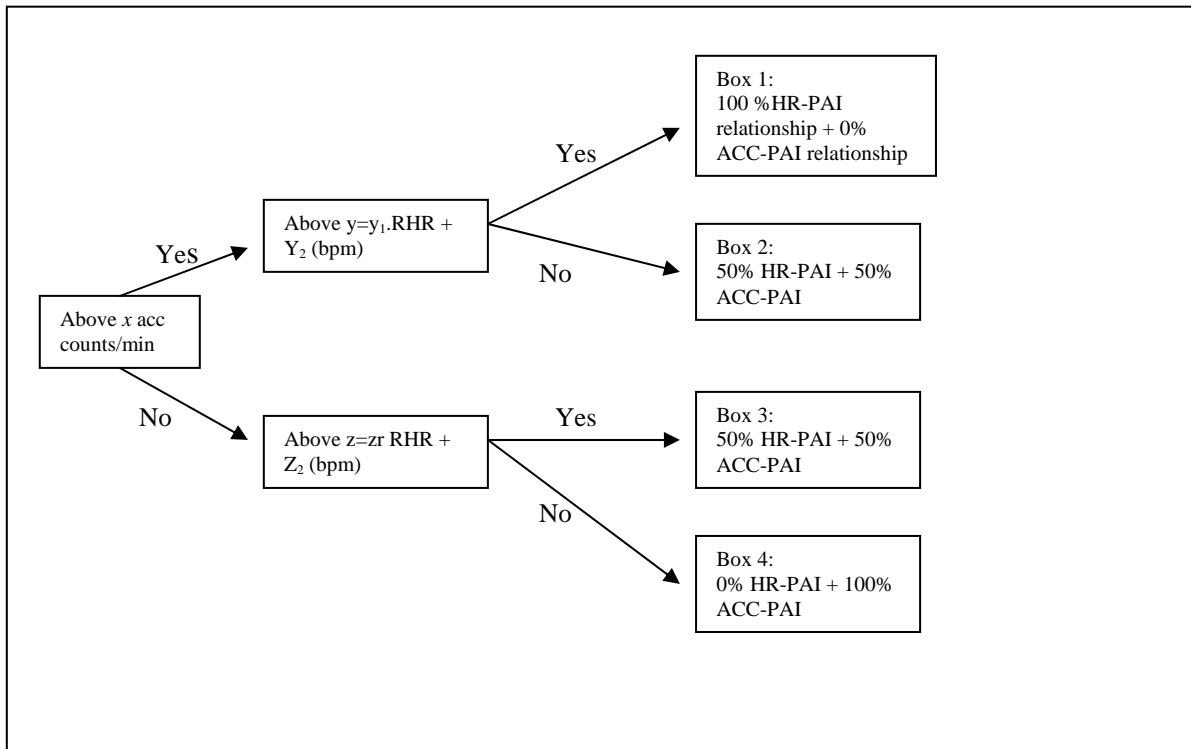 Box 1:
100 %HR-PAI
relationship + 0%
ACC-PAI relationship
Yes
Above y=y₁.RHR +
Y₂ (bpm)
Yes
No
Box 2:
50% HR-PAI + 50%
ACC-PAI
Above x acc
counts/min
No
Above z=zr RHR +
Z₂ (bpm)
Yes
Box 3:
50% HR-PAI + 50%
ACC-PAI
No
Box 4:
0% HR-PAI + 100%
ACC-PAI